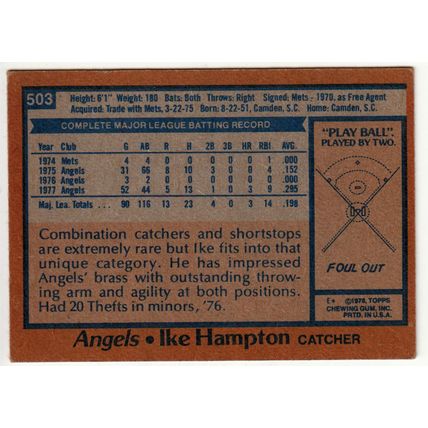 503
Height: 6'1" Weight: 180 Bats: Both Throws: Right Signed: Mets - 1970, as Free Agent
Acquired: Trade with Mets, 3-22-75 Born: 8-22-51, Camden, S.C. Home: Camden, S.C.
COMPLETE MAJOR LEAGUE BATTING RECORD
Year Club G AB R H 2B 3B HR RBI AVG.
1974 Mets 4 4 0 0 0 0 0 1 .000
1975 Angels 31 66 8 10 3 0 0 4 .152
1976 Angels 3 2 0 0 0 0 0 0 .000
1977 Angels 52 44 5 13 1 0 3 9 .295
Maj. Lea. Totals ... 90 116 13 23 4 0 3 14 .198
Combination catchers and shortstops
are extremely rare but Ike fits into that
unique category. He has impressed
Angels' brass with outstanding throw-
ing arm and agility at both positions.
Had 20 Thefts in minors, '76.
"PLAY BALL".
PLAYED BY TWO.
FOUL OUT
E* ©1978, TOPPS
CHEWING GUM, INC.
PRTD. IN U.S.A.
Angels • Ike Hampton CATCHER